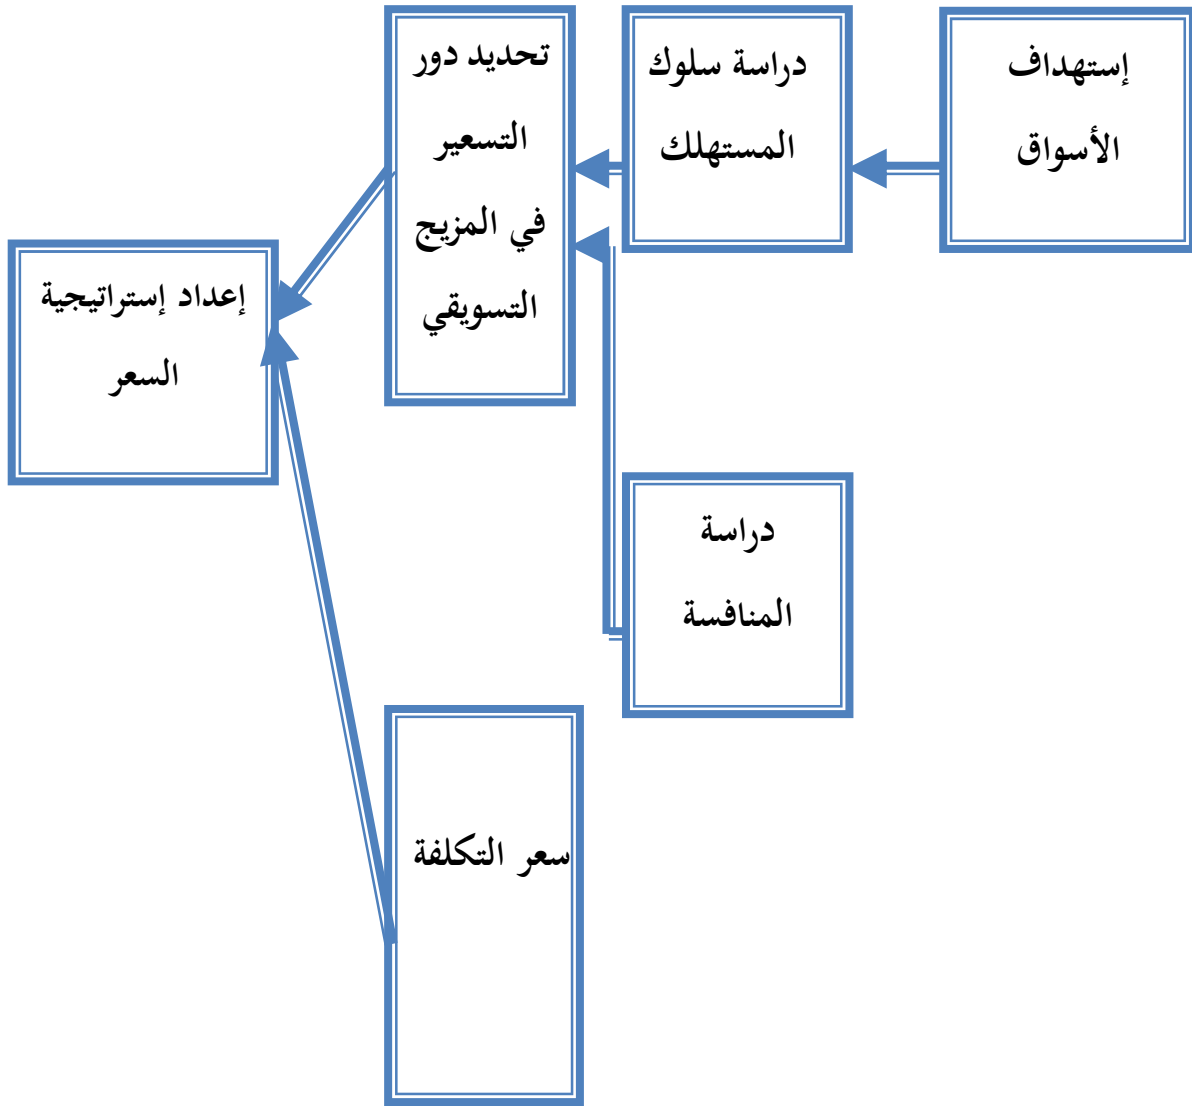 إستهداف
الأسواق
دراسة سلوك
المستهلك
تحديد دور
التسعير
في المزيج
التسويقي
إعداد إستراتيجية
السعر
دراسة
المنافسة
سعر التكلفة